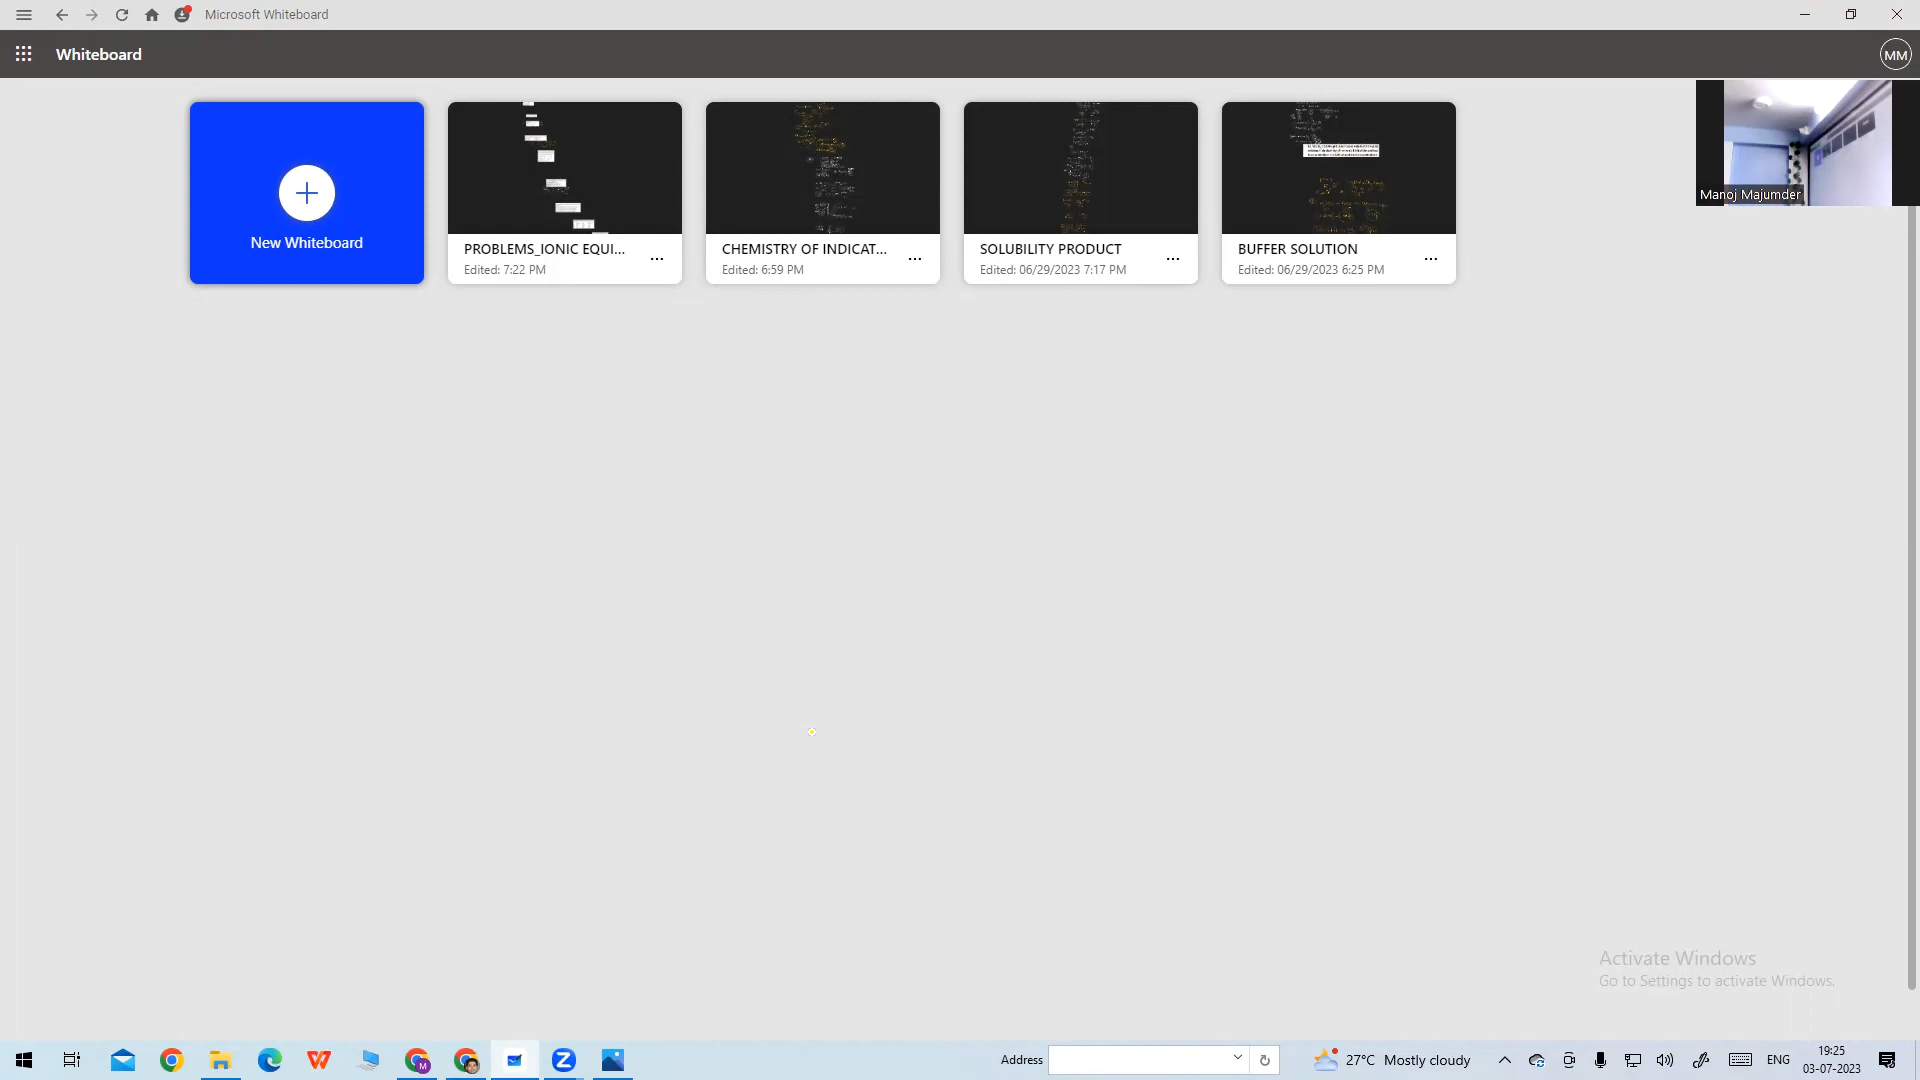 Microsoft Whiteboard
Whiteboard
MM
Manoj Majumder
New Whiteboard
PROBLEMS_IONIC EQUI...
Edited: 7:22 PM
CHEMISTRY OF INDICAT...
Edited: 6:59 PM
SOLUBILITY PRODUCT
Edited: 06/29/2023 7:17 PM
BUFFER SOLUTION
Edited: 06/29/2023 6:25 PM
Activate Windows
Go to Settings to activate Windows.
Address
27°C Mostly cloudy
ENG
19:25
03-07-2023